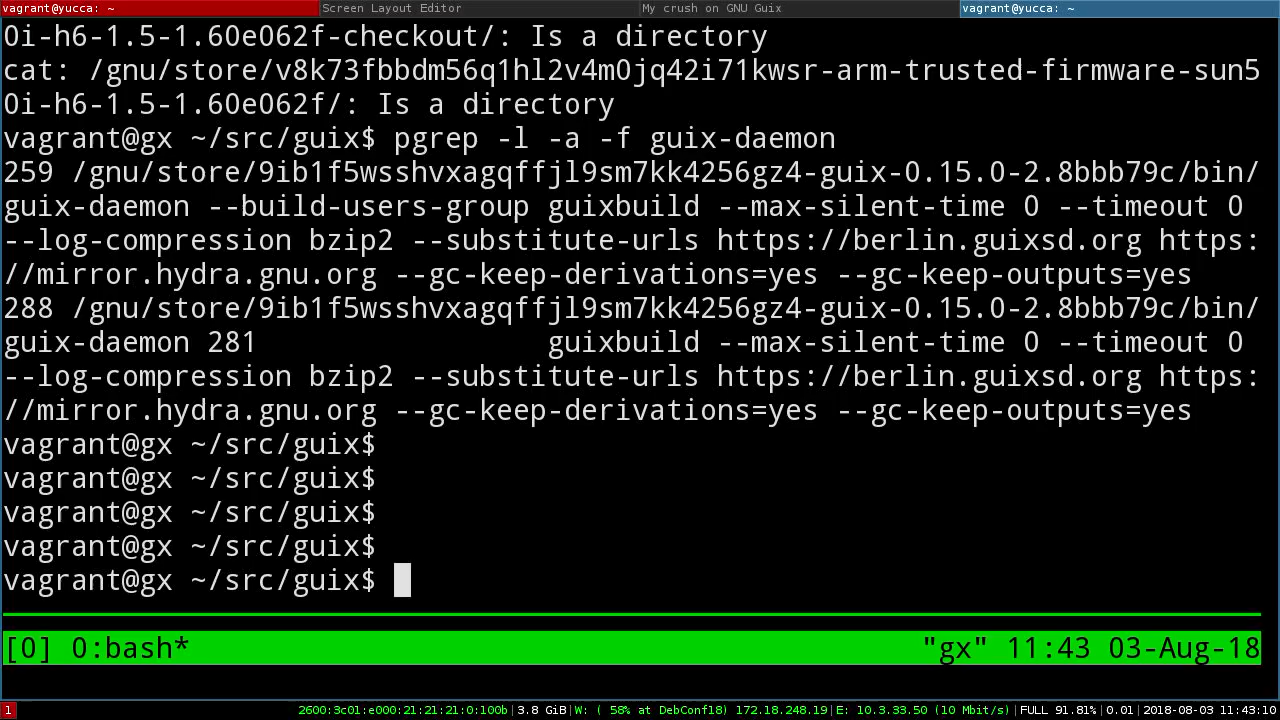 vagrant@yucca: ~
Screen Layout Editor
My crush on GNU Guix
vagrant@yucca: ~
0i-h6-1.5-1.60e062f-checkout/: Is a directory
cat: /gnu/store/v8k73fbbdm56q1hl2v4m0jq42i71kwsr-arm-trusted-firmware-sun5
0i-h6-1.5-1.60e062f/: Is a directory
vagrant@gx ~/src/guix$ pgrep -l -a -f guix-daemon
259 /gnu/store/9ib1f5wsshvxagqffjl9sm7kk4256gz4-guix-0.15.0-2.8bbb79c/bin/
guix-daemon --build-users-group guixbuild --max-silent-time 0 --timeout 0
--log-compression bzip2 --substitute-urls https://berlin.guixsd.org https:
//mirror.hydra.gnu.org --gc-keep-derivations=yes --gc-keep-outputs=yes
288 /gnu/store/9ib1f5wsshvxagqffjl9sm7kk4256gz4-guix-0.15.0-2.8bbb79c/bin/
guix-daemon 281                 guixbuild --max-silent-time 0 --timeout 0
--log-compression bzip2 --substitute-urls https://berlin.guixsd.org https:
//mirror.hydra.gnu.org --gc-keep-derivations=yes --gc-keep-outputs=yes
vagrant@gx ~/src/guix$
vagrant@gx ~/src/guix$
vagrant@gx ~/src/guix$
vagrant@gx ~/src/guix$
vagrant@gx ~/src/guix$
[0] 0:bash* "gx" 11:43 03-Aug-18
1 2600:3c01:e000:21:21:21:0:100b|3.8 GiB|W: ( 58% at DebConf18) 172.18.248.19|E: 10.3.33.50 (10 Mbit/s)|FULL 91.81%|0.01|2018-08-03 11:43:10